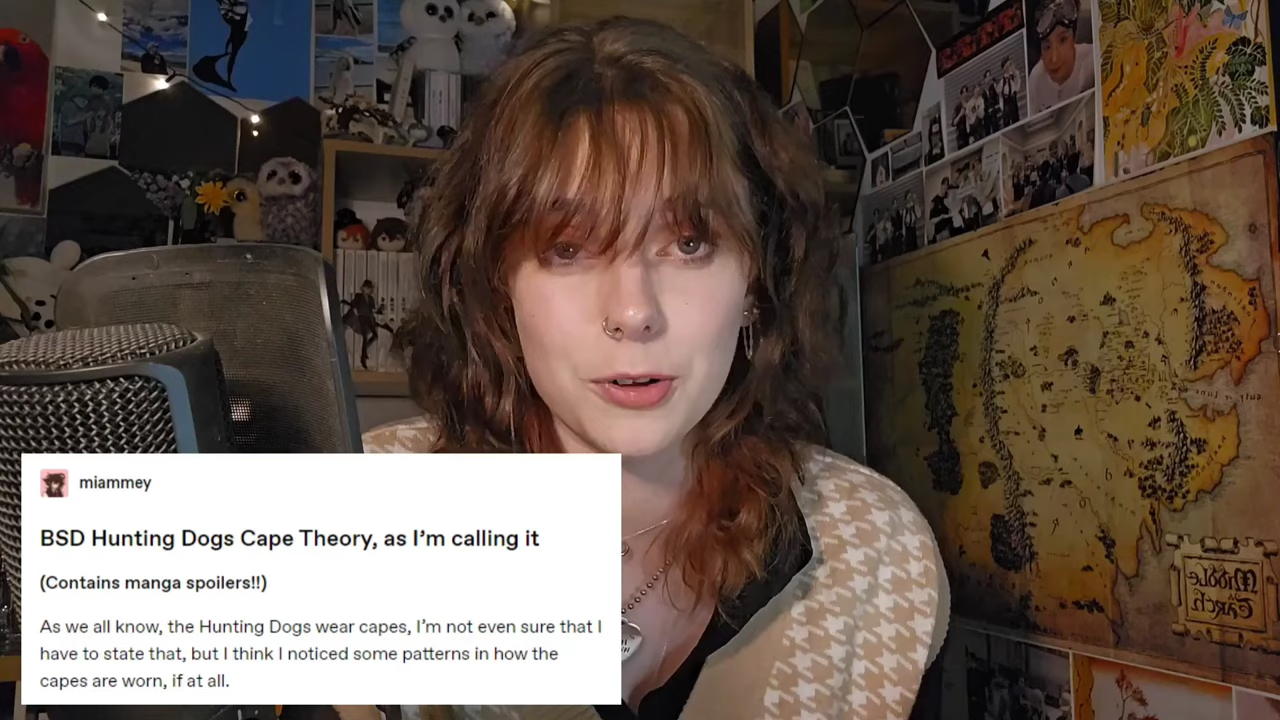 miammey
BSD Hunting Dogs Cape Theory, as I’m calling it
(Contains manga spoilers!!)
As we all know, the Hunting Dogs wear capes, I’m not even sure that I
have to state that, but I think I noticed some patterns in how the
capes are worn, if at all.
MIDDLE
EARTH